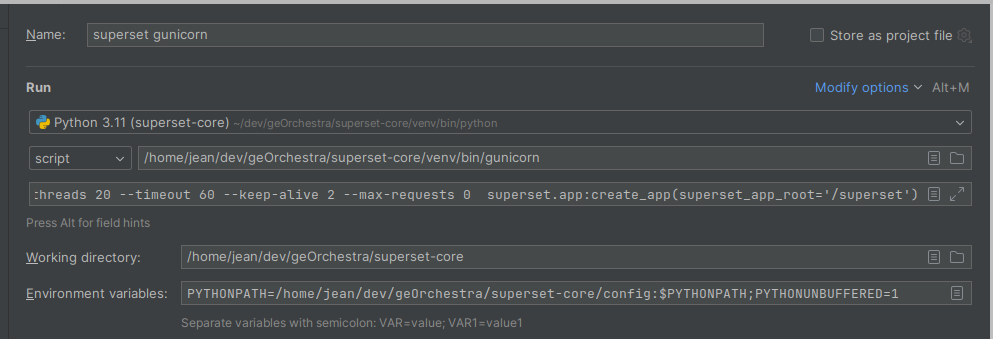 Name: superset gunicorn Store as project file
Run Modify options Alt+M
Python 3.11 (superset-core) ~/dev/geOrchestra/superset-core/venv/bin/python
script /home/jean/dev/geOrchestra/superset-core/venv/bin/gunicorn
threads 20 --timeout 60 --keep-alive 2 --max-requests 0  superset.app:create_app(superset_app_root='/superset')
Press Alt for field hints
Working directory: /home/jean/dev/geOrchestra/superset-core
Environment variables: PYTHONPATH=/home/jean/dev/geOrchestra/superset-core/config:$PYTHONPATH;PYTHONUNBUFFERED=1
Separate variables with semicolon: VAR=value; VAR1=value1